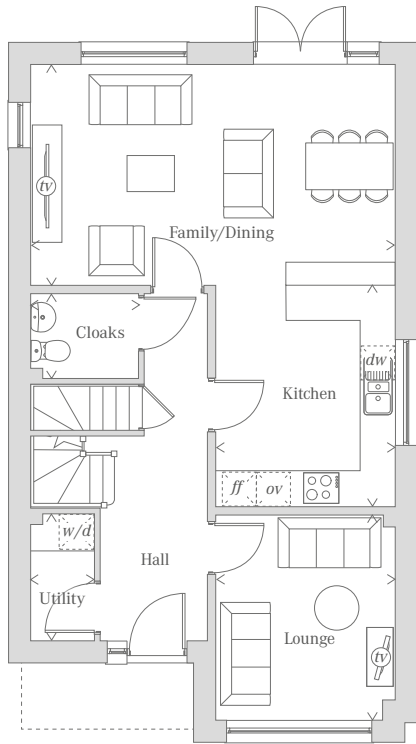 tv
Family/Dining
Cloaks
dw
Kitchen
ff
ov
w/d
Hall
Utility
Lounge
tv